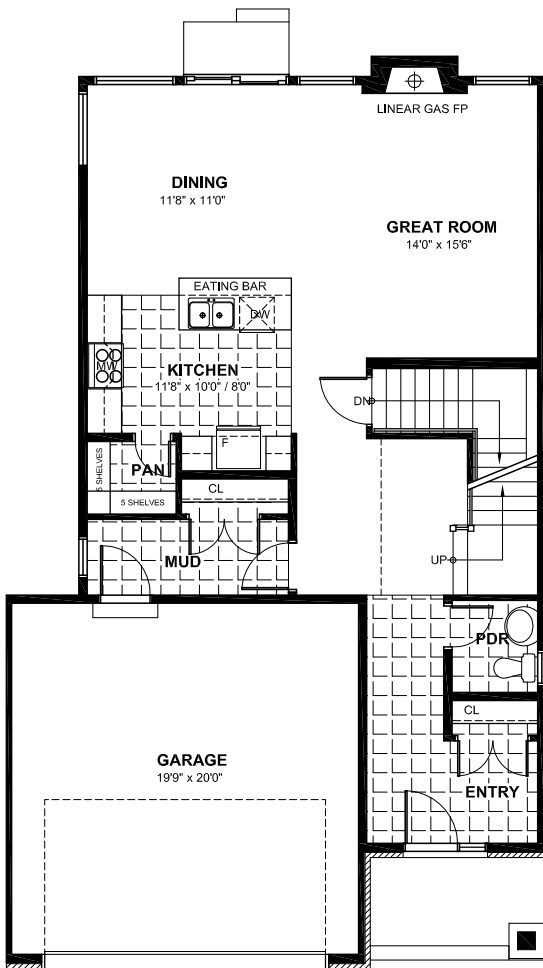 LINEAR GAS FP
DINING
11'8" x 11'0"
GREAT ROOM
14'0" x 15'6"
EATING BAR
DW
MW
KITCHEN
11'8" x 10'0" / 8'0"
DN
F
5 SHELVES
PAN
5 SHELVES
CL
UP
MUD
PDR
CL
GARAGE
19'9" x 20'0"
ENTRY